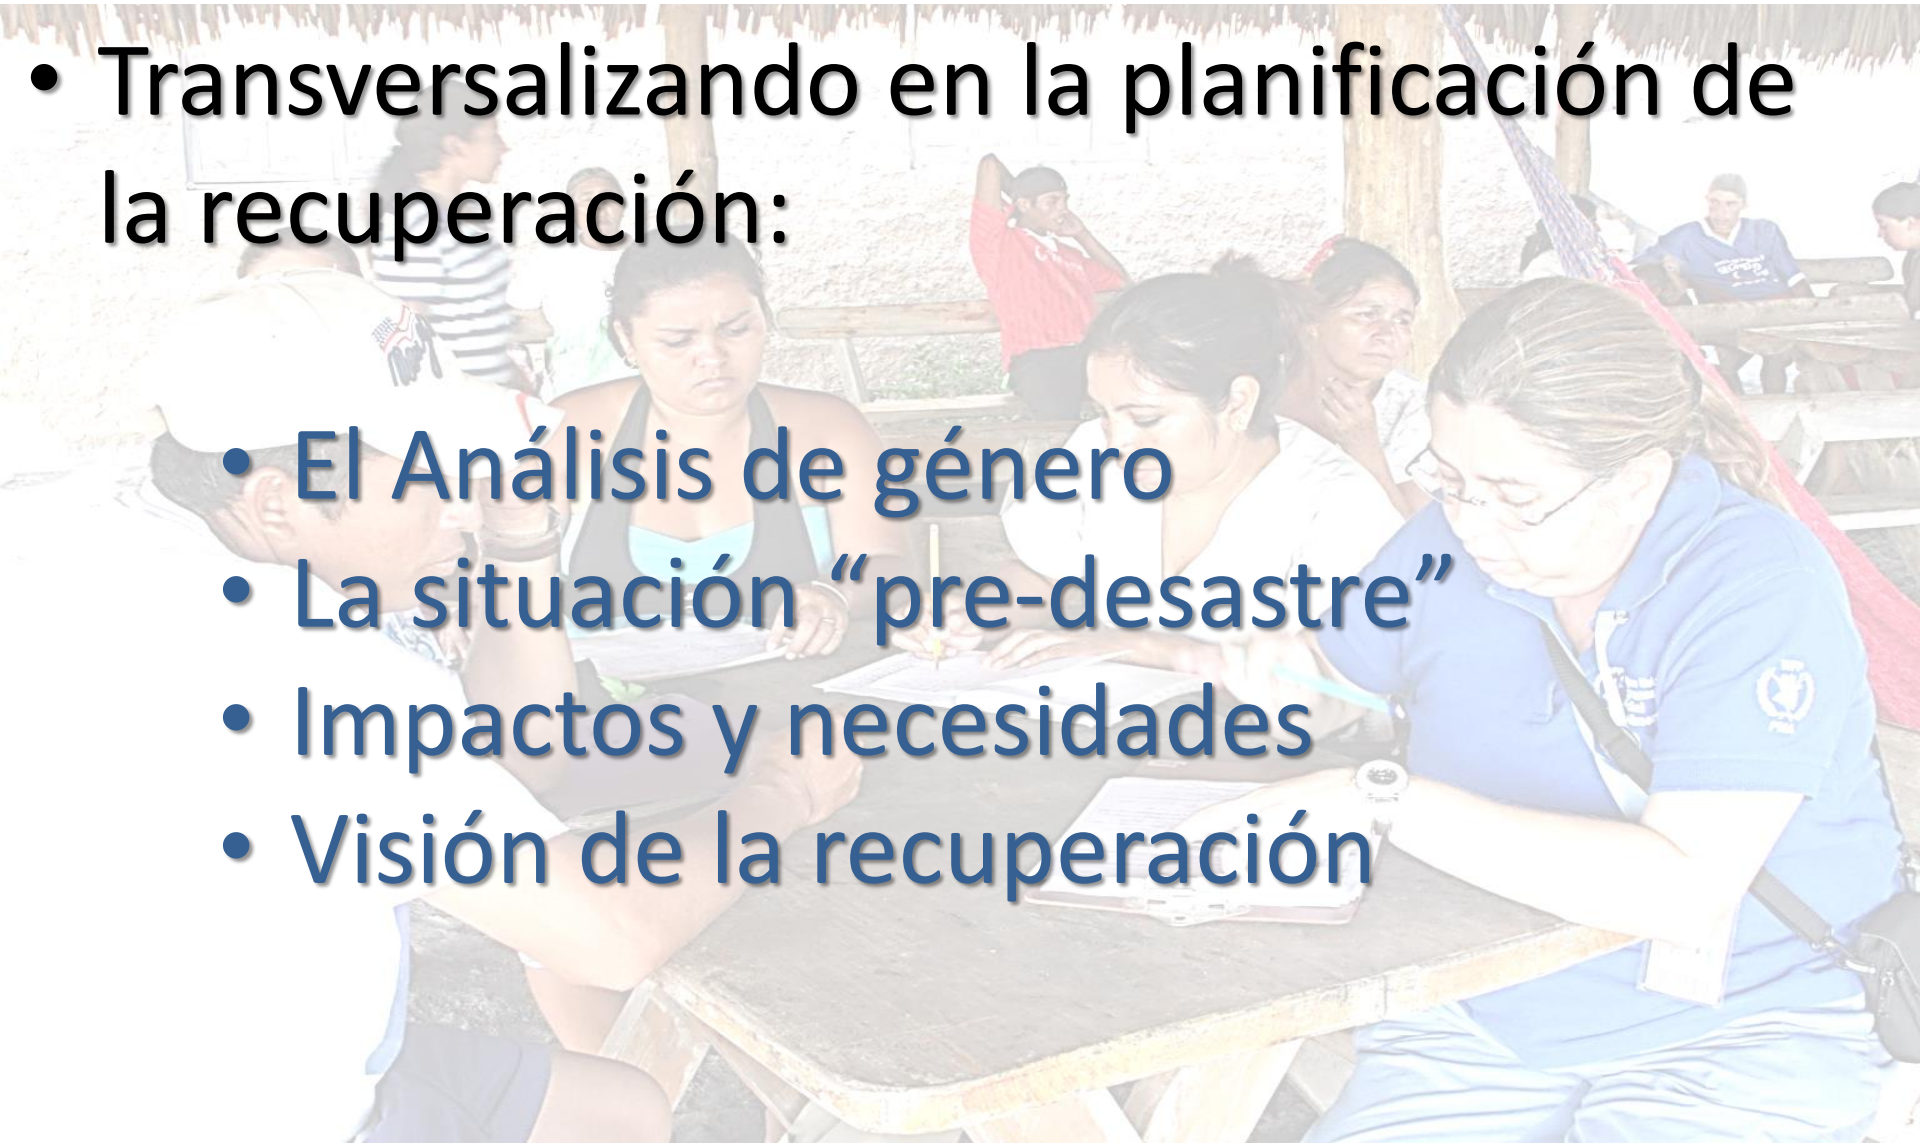 • Transversalizando en la planificación de
la recuperación:
• El Análisis de género
• La situación “pre-desastre”
• Impactos y necesidades
• Visión de la recuperación